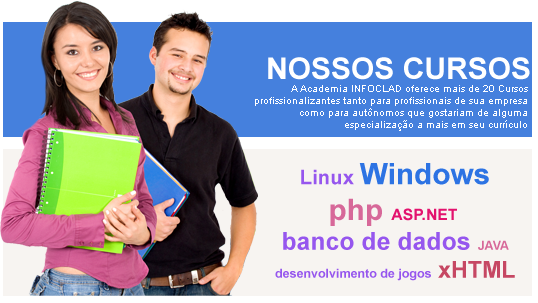 NOSSOS CURSOS
A Academia INFOCLAD oferece mais de 20 Cursos
profissionalizantes tanto para profissionais de sua empresa
como para autônomos que gostariam de alguma
especialização a mais em seu currículo
Linux Windows
php ASP.NET
banco de dados JAVA
desenvolvimento de jogos xHTML